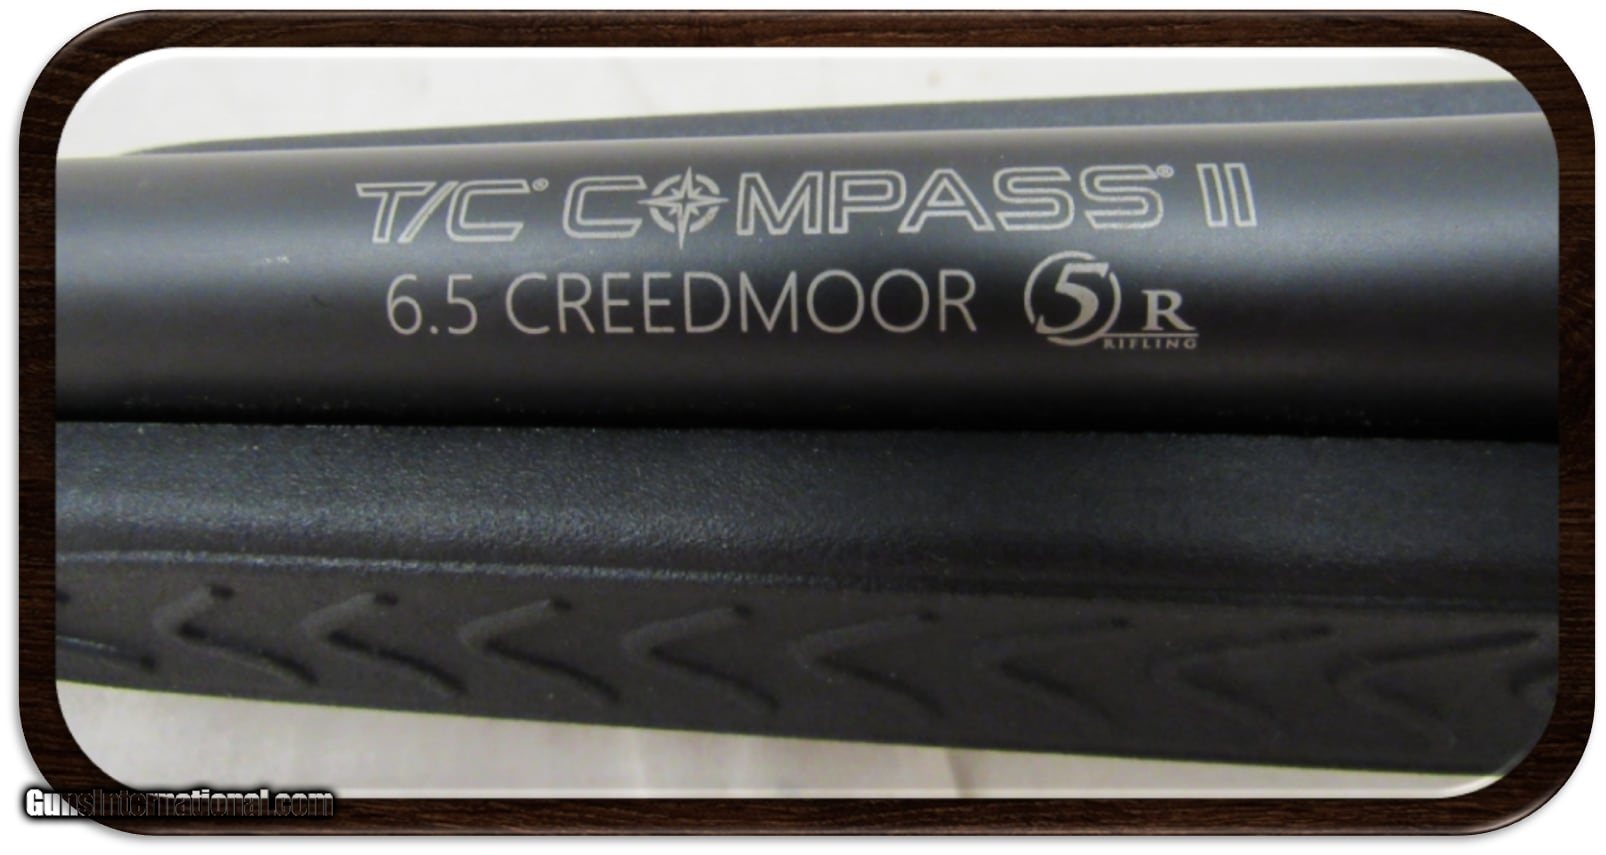 T/C® COMPASS® II
6.5 CREEDMOOR 5R
RIFLING
GunsInternational.com